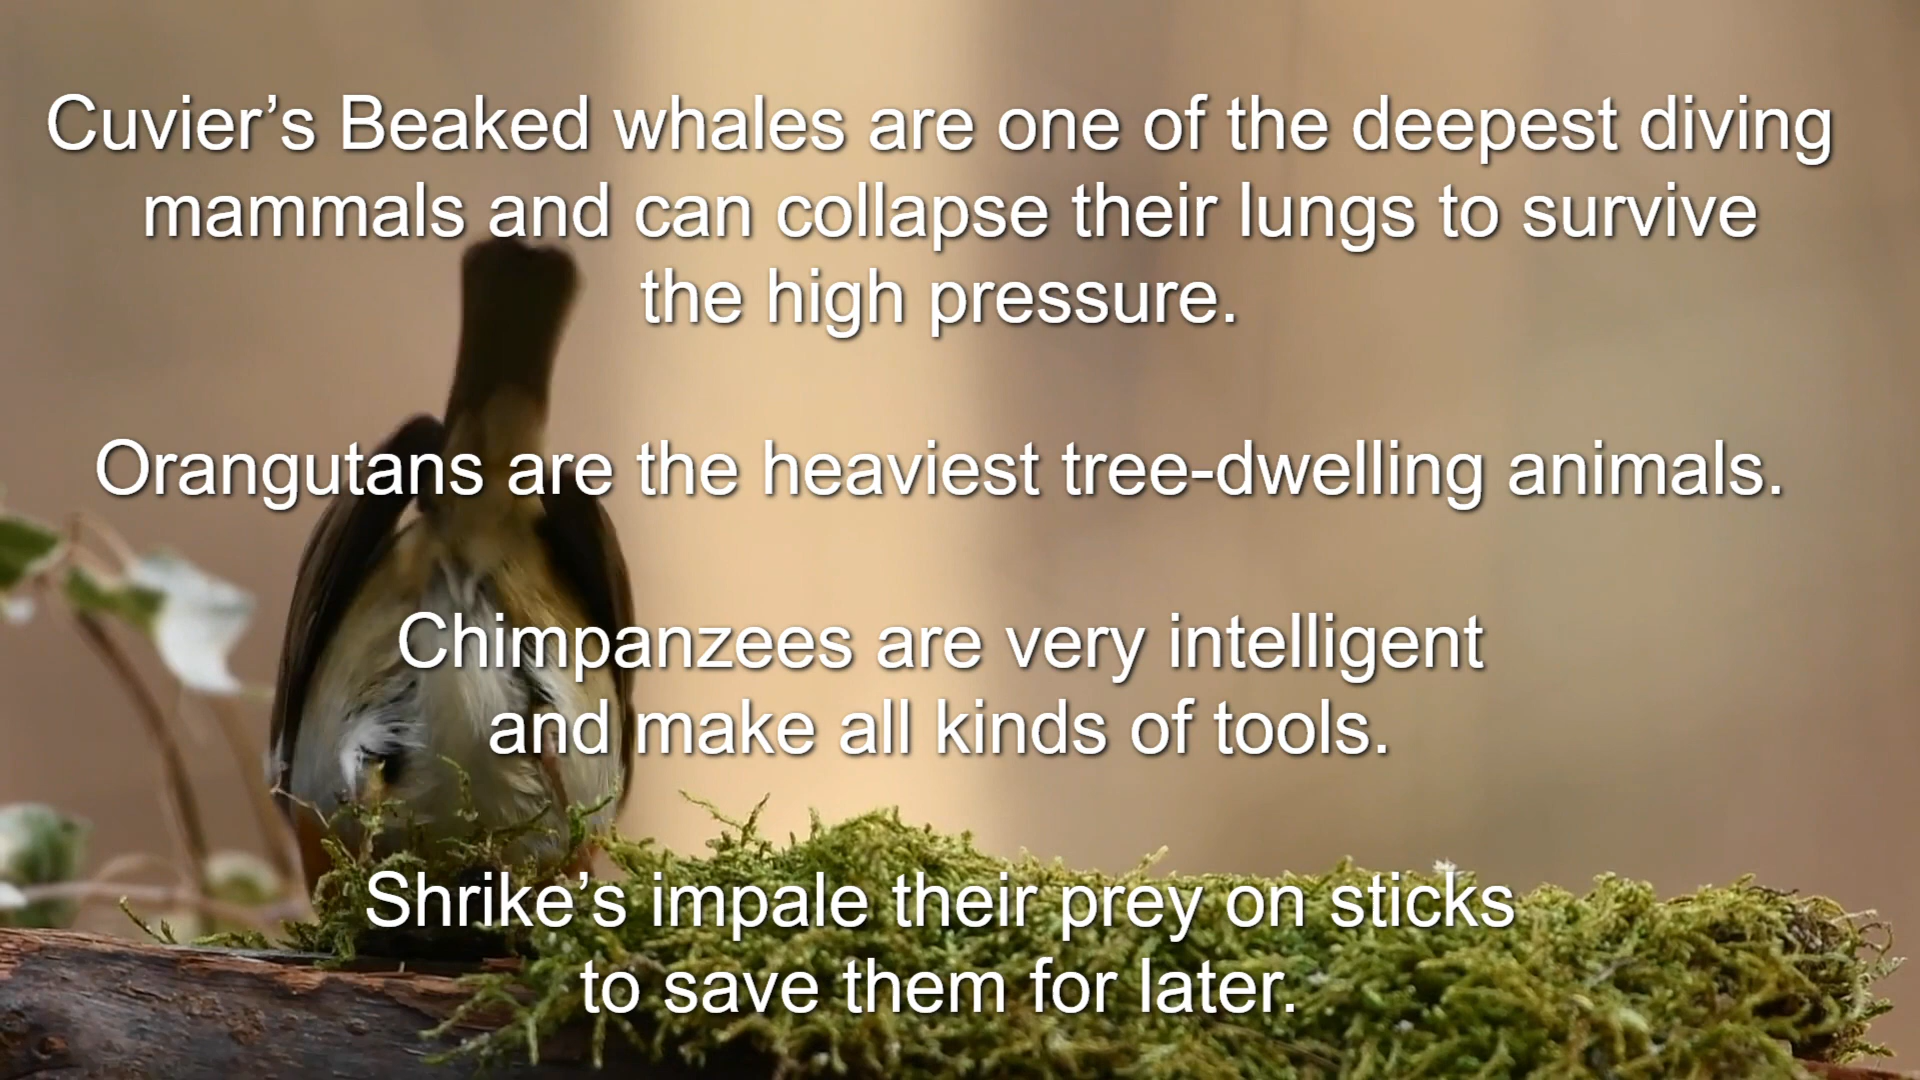 Cuvier’s Beaked whales are one of the deepest diving
mammals and can collapse their lungs to survive
the high pressure.
Orangutans are the heaviest tree-dwelling animals.
Chimpanzees are very intelligent
and make all kinds of tools.
Shrike’s impale their prey on sticks
to save them for later.